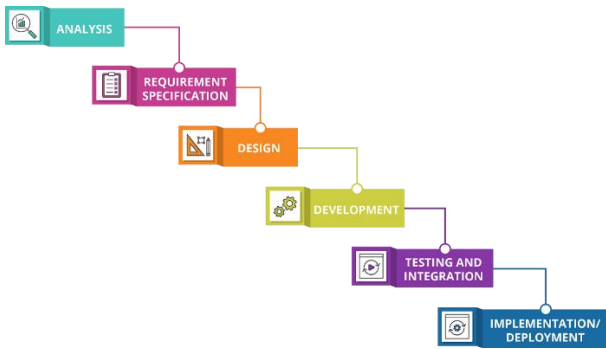 ANALYSIS
REQUIREMENT
SPECIFICATION
DESIGN
DEVELOPMENT
TESTING AND
INTEGRATION
IMPLEMENTATION/
DEPLOYMENT